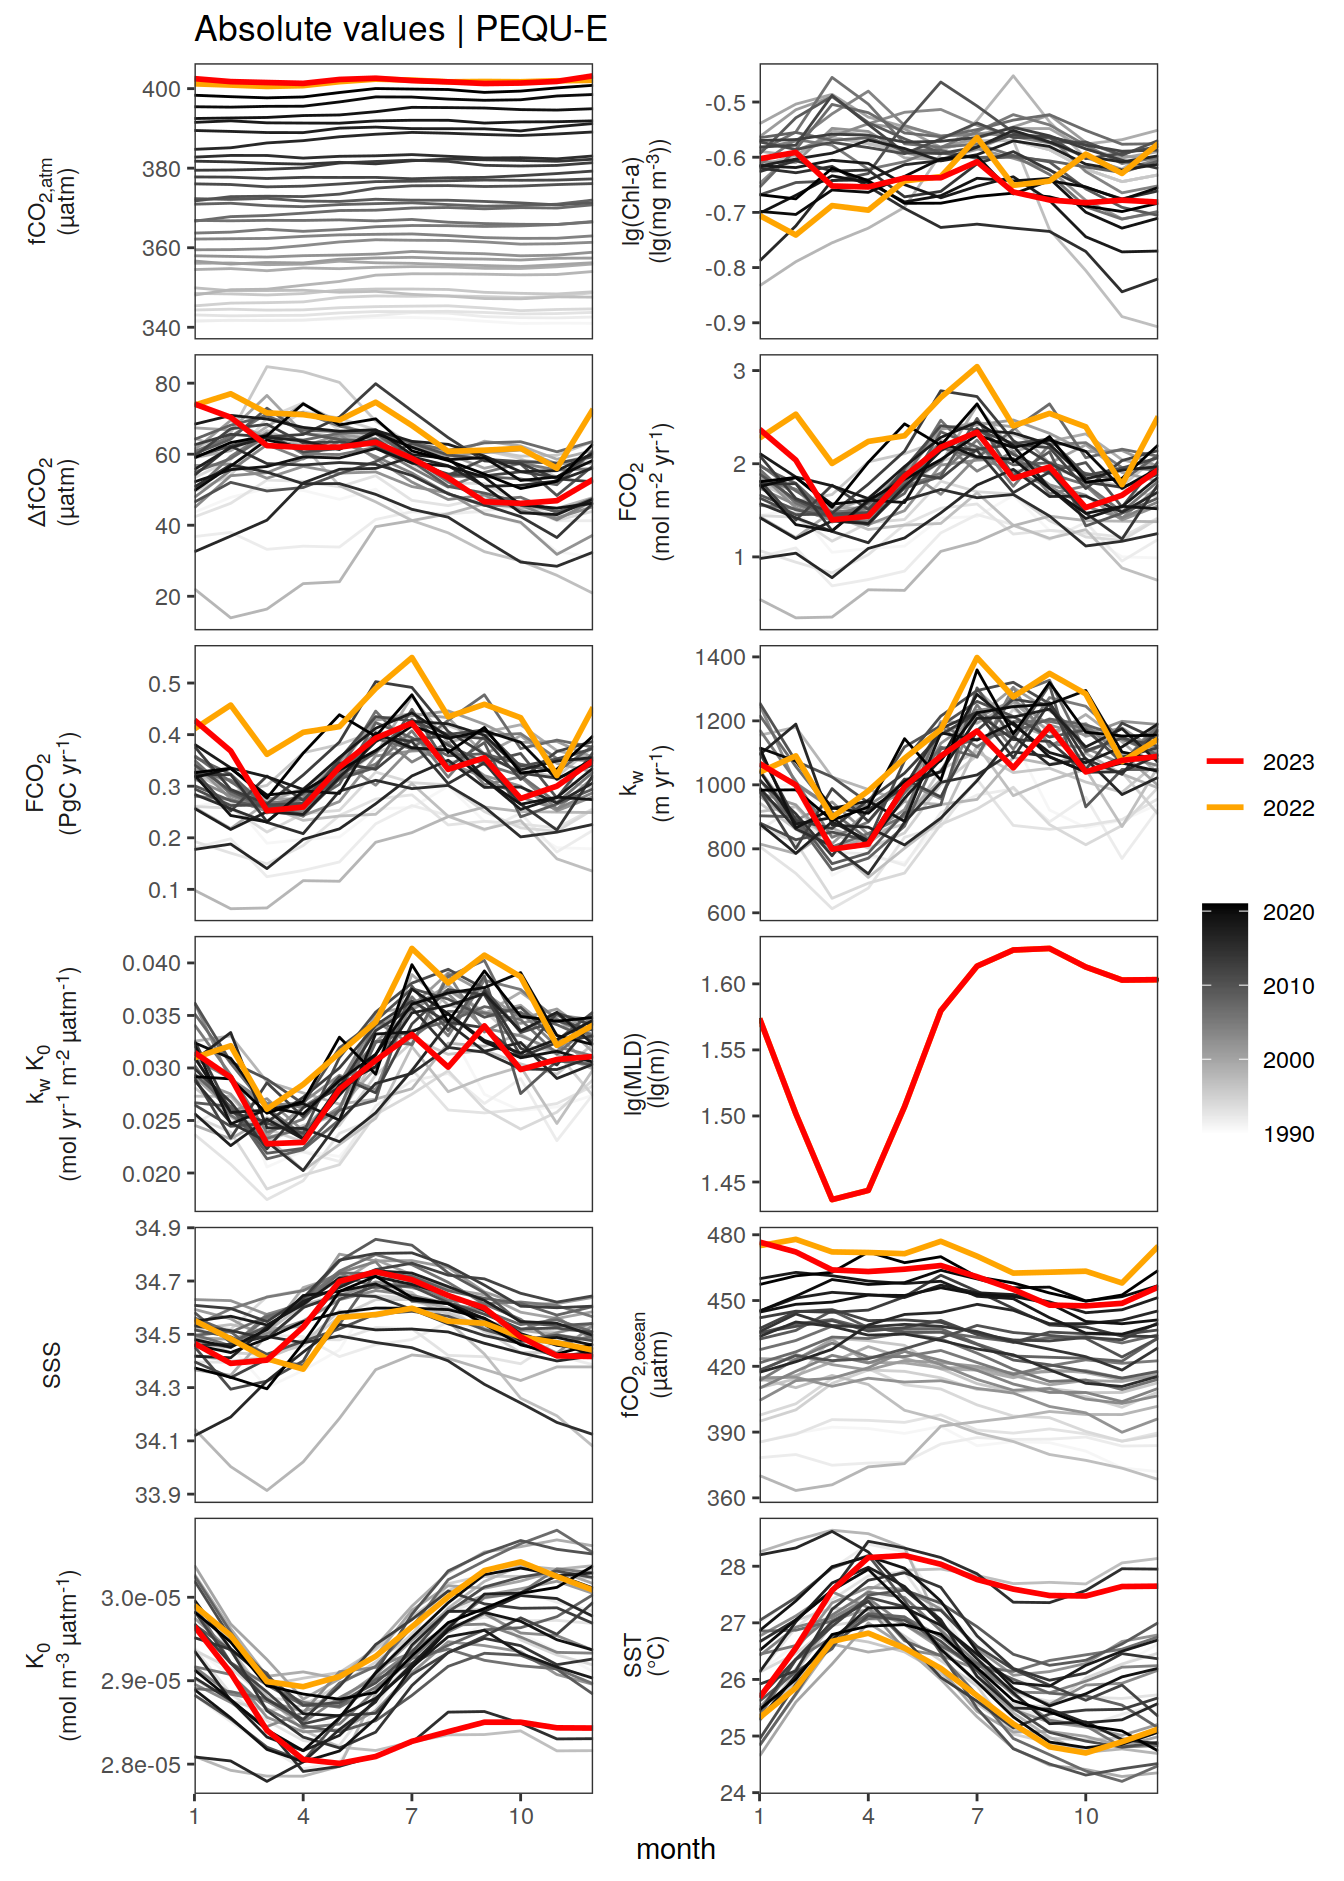 Absolute values | PEQU-E
fCO2,atm
(µatm)
400
380
360
340
lg(Chl-a)
(lg(mg m-3))
-0.5
-0.6
-0.7
-0.8
-0.9
ΔfCO2
(µatm)
80
60
40
20
FCO2
(mol m-2 yr-1)
3
2
1
FCO2
(PgC yr-1)
0.5
0.4
0.3
0.2
0.1
kw
(m yr-1)
1400
1200
1000
800
600
2023
2022
2020
2010
2000
1990
kw K0
(mol yr-1 m-2 µatm-1)
0.040
0.035
0.030
0.025
0.020
lg(MLD)
(lg(m))
1.60
1.55
1.50
1.45
SSS
34.9
34.7
34.5
34.3
34.1
33.9
fCO2,ocean
(µatm)
480
450
420
390
360
K0
(mol m-3 µatm-1)
3.0e-05
2.9e-05
2.8e-05
SST
(°C)
28
27
26
25
24
1 4 7 10
1 4 7 10
month